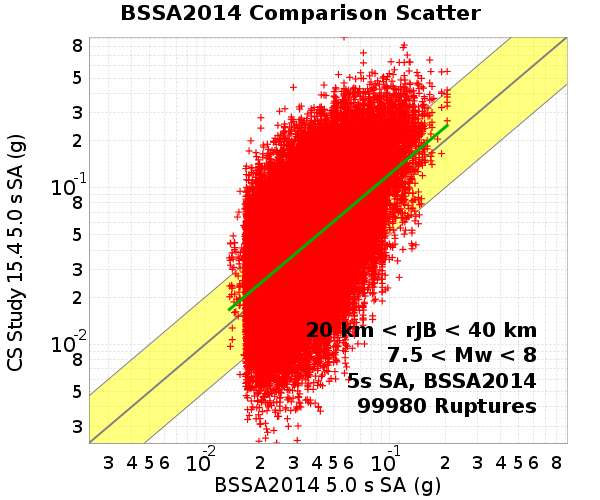 BSSA2014 Comparison Scatter
CS Study 15.4 5.0 s SA (g)
8
5
3
2
10-1
8
5
3
2
10-2
8
5
3
20 km < rJB < 40 km
7.5 < Mw < 8
5s SA, BSSA2014
99980 Ruptures
3 4 5 6 10-2 2 3 4 5 6 10-1 2 3 4 5 6 8
BSSA2014 5.0 s SA (g)